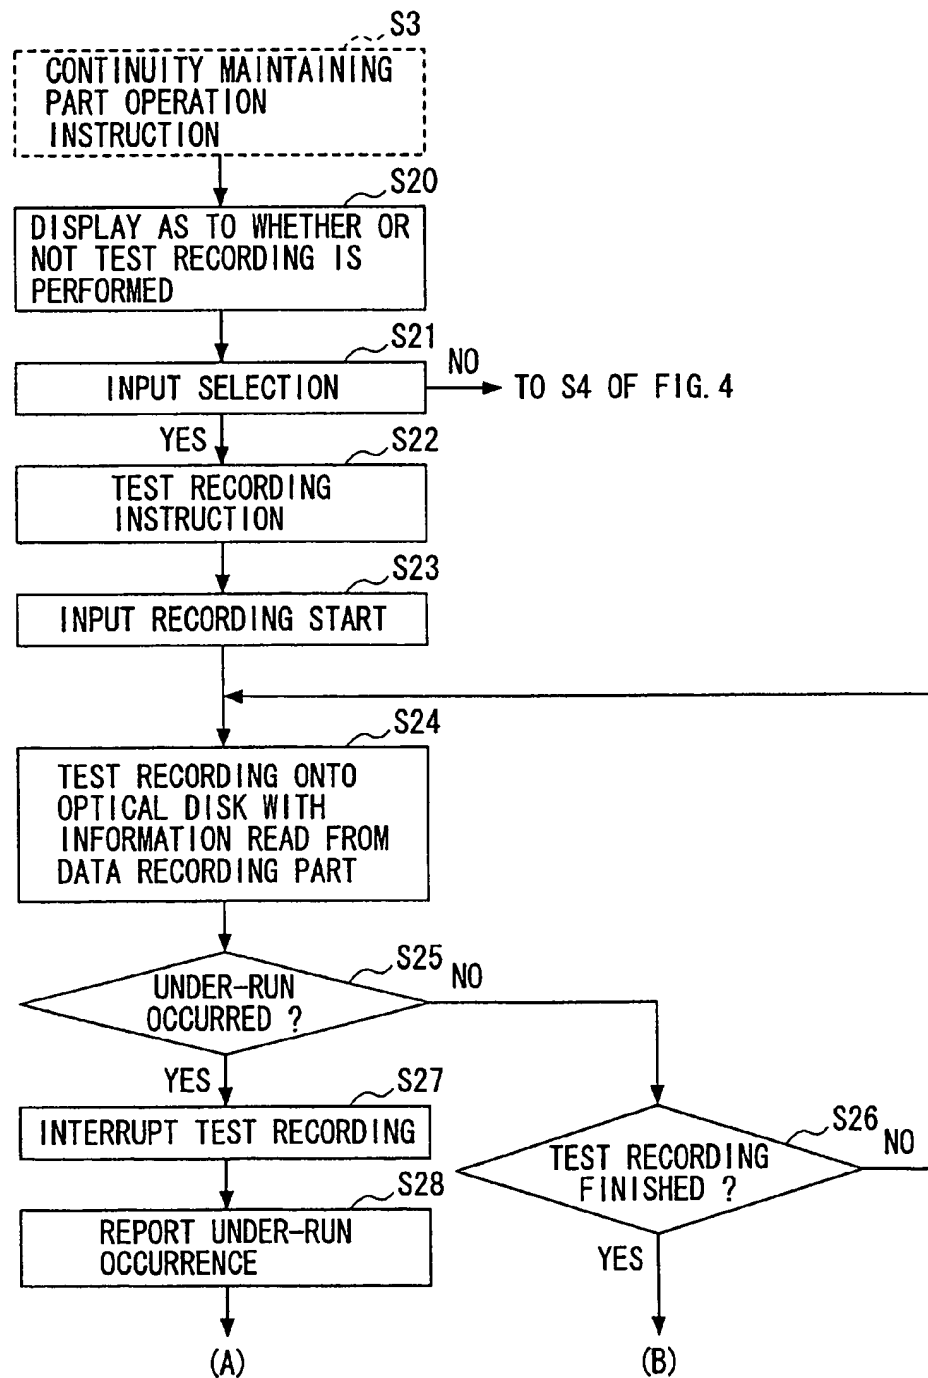 S3
CONTINUITY MAINTAINING
PART OPERATION
INSTRUCTION
S20
DISPLAY AS TO WHETHER OR
NOT TEST RECORDING IS
PERFORMED
S21
INPUT SELECTION
NO
TO S4 OF FIG. 4
YES
S22
TEST RECORDING
INSTRUCTION
S23
INPUT RECORDING START
S24
TEST RECORDING ONTO
OPTICAL DISK WITH
INFORMATION READ FROM
DATA RECORDING PART
S25
UNDER-RUN
OCCURRED ?
NO
YES
S27
INTERRUPT TEST RECORDING
S26
TEST RECORDING
FINISHED ?
NO
S28
REPORT UNDER-RUN
OCCURRENCE
YES
(A)
(B)